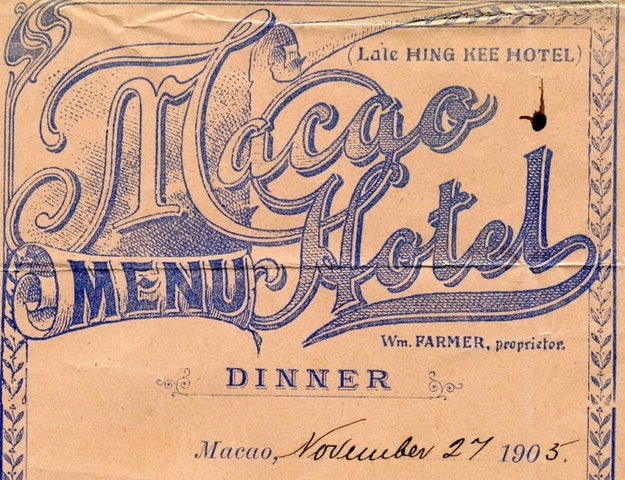 (Late HING KEE HOTEL)
Macao
Hotel
MENU
Wm. FARMER, proprietor.
DINNER
Macao, November 27 1905.